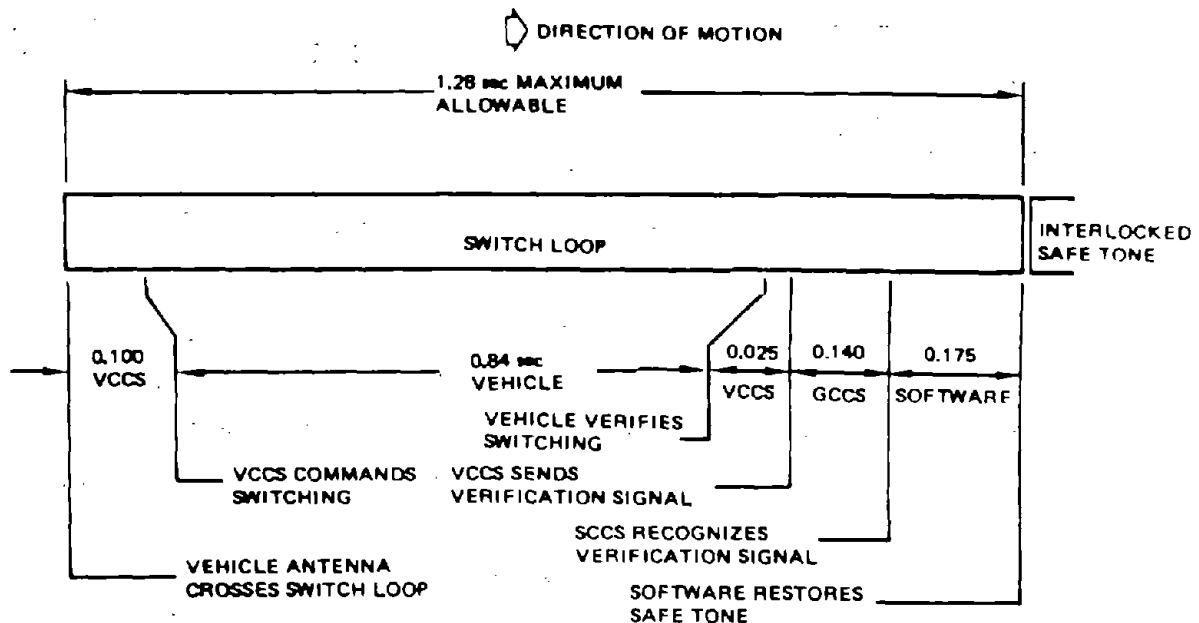 DIRECTION OF MOTION
1.28 sec MAXIMUM
ALLOWABLE
SWITCH LOOP
INTERLOCKED
SAFE TONE
0.100
VCCS
0.84 sec
VEHICLE
0.025
VCCS
0.140
GCCS
0.175
SOFTWARE
VEHICLE VERIFIES
SWITCHING
VCCS COMMANDS
SWITCHING
VCCS SENDS
VERIFICATION SIGNAL
SCCS RECOGNIZES
VERIFICATION SIGNAL
VEHICLE ANTENNA
CROSSES SWITCH LOOP
SOFTWARE RESTORES
SAFE TONE